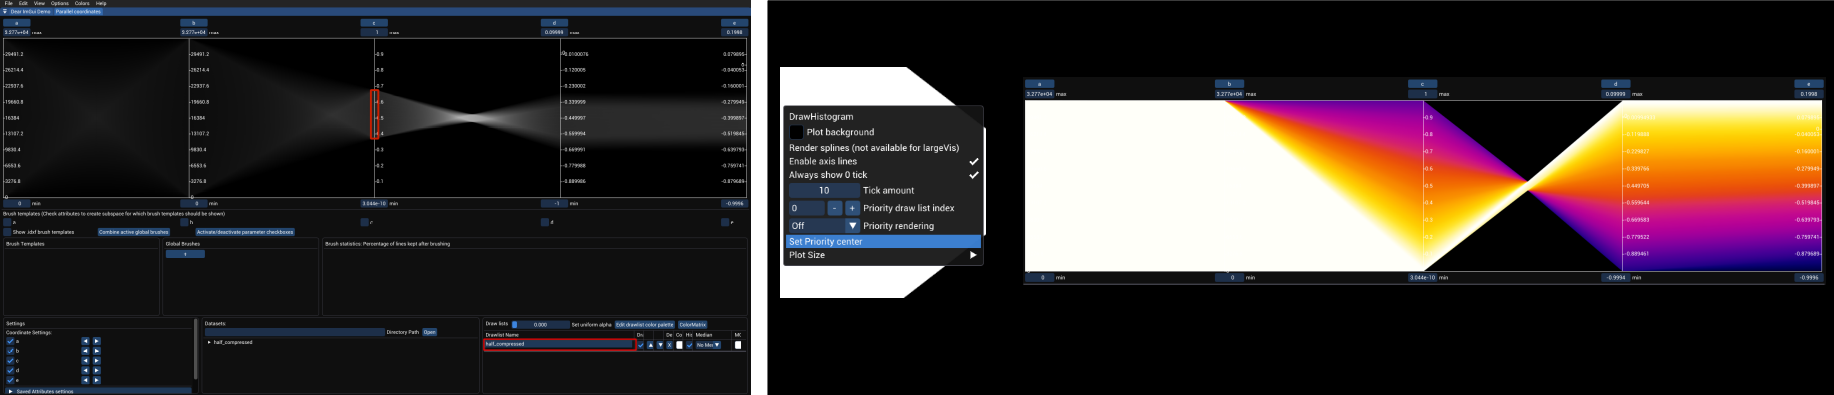 File Edit View Options Colors Help
Dear ImGui Demo Parallel coordinates
a b c d e
5.277e+04 max 5.277e+04 max 1 max 0.09999 max 0.1998
29491.2 29491.2 0.9 0.0100076 0.079895
26214.4 26214.4 0.8 -0.120005 -0.040053
22937.6 22937.6 0.7 -0.230002 -0.160001
19660.8 19660.8 0.6 -0.339999 -0.279949
16384 16384 0.5 -0.449997 -0.399897
13107.2 13107.2 0.4 -0.559994 -0.519845
9830.4 9830.4 0.3 -0.669991 -0.639793
6553.6 6553.6 0.2 -0.779988 -0.759741
3276.8 3276.8 0.1 -0.889986 -0.879689
0 0
0 min 0 min 3.044e-10 min -1 min -0.9996
Brush templates (Check attributes to create subspace for which brush templates should be shown)
a b c d e
Show .idxf brush templates Combine active global brushes Activate/deactivate parameter checkboxes
Brush Templates Global Brushes Brush statistics: Percentage of lines kept after brushing
1
Settings Datasets: Draw lists 0.000 Set uniform alpha Edit drawlist color palette ColorMatrix
Coordinate Settings: Directory Path Open Drawlist Name Dr De Co Hi Median Mc
a half_compressed half_compressed X No Me
b
c
d
e
Saved Attributes settings
DrawHistogram
Plot background
Render splines (not available for largeVis)
Enable axis lines
Always show 0 tick
10 Tick amount
0 - + Priority draw list index
Off Priority rendering
Set Priority center
Plot Size
a b c d e
3.277e+04 max 3.277e+04 max 1 max 0.09999 max 0.1998
0.9
0.8 -0.119888 -0.040053
0.7 -0.229827 -0.160001
0.6 -0.339766 -0.279949
0.5 -0.449705 -0.399897
0.4 -0.559644 -0.519845
0.3 -0.669583 -0.639793
0.2 -0.779522 -0.759741
-0.889461 -0.879689
0 min 0 min 3.044e-10 min -0.9994 min -0.9996